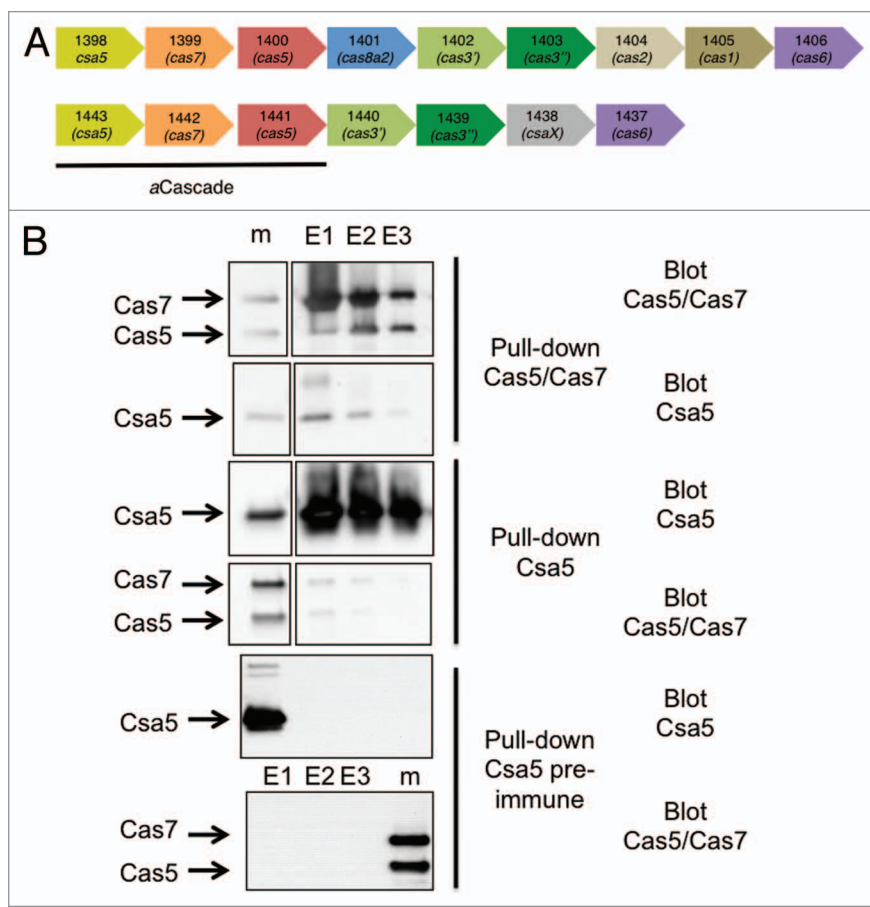 A
1398 1399 1400 1401 1402 1403 1404 1405 1406
csa5 (cas7) (cas5) (cas8a2) (cas3') (cas3'') (cas2) (cas1) (cas6)
1443 1442 1441 1440 1439 1438 1437
(csa5) (cas7) (cas5) (cas3') (cas3'') (csaX) (cas6)
aCascade
B
m E1 E2 E3
Cas7
Cas5
Blot
Cas5/Cas7
Pull-down
Cas5/Cas7
Csa5
Blot
Csa5
Csa5
Blot
Csa5
Pull-down
Csa5
Cas7
Cas5
Blot
Cas5/Cas7
Csa5
Blot
Csa5
Pull-down
Csa5 pre-
immune
E1 E2 E3 m
Cas7
Cas5
Blot
Cas5/Cas7